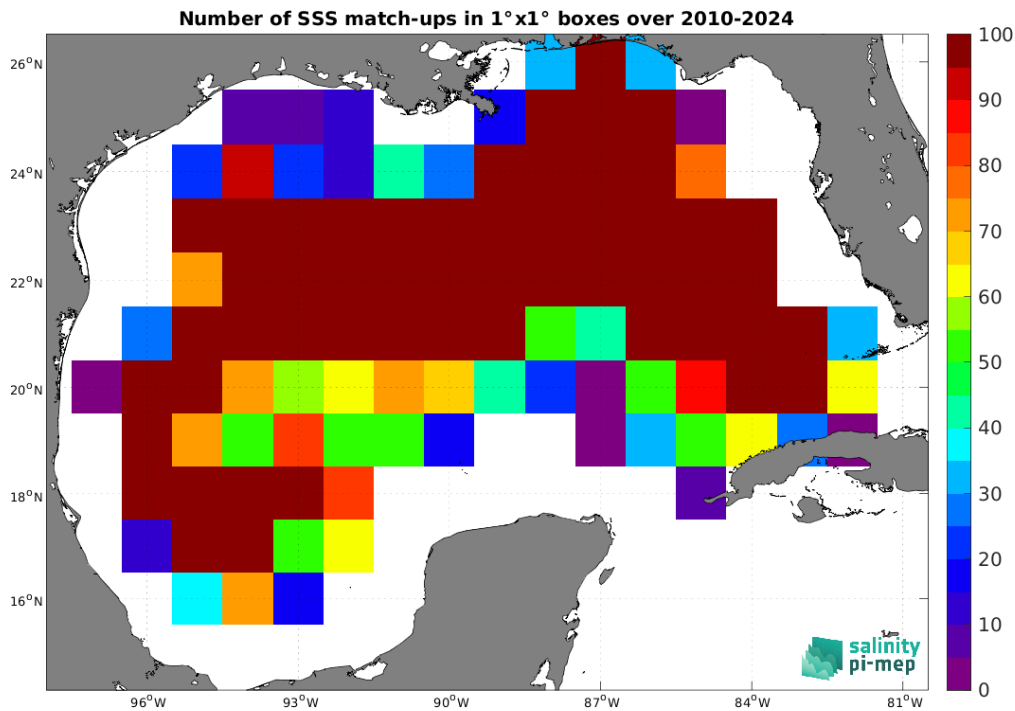 Number of SSS match-ups in 1°x1° boxes over 2010-2024
26°N
24°N
22°N
20°N
18°N
16°N
96°W
93°W
90°W
87°W
84°W
81°W
100
90
80
70
60
50
40
30
20
10
0
salinity
pi-mep